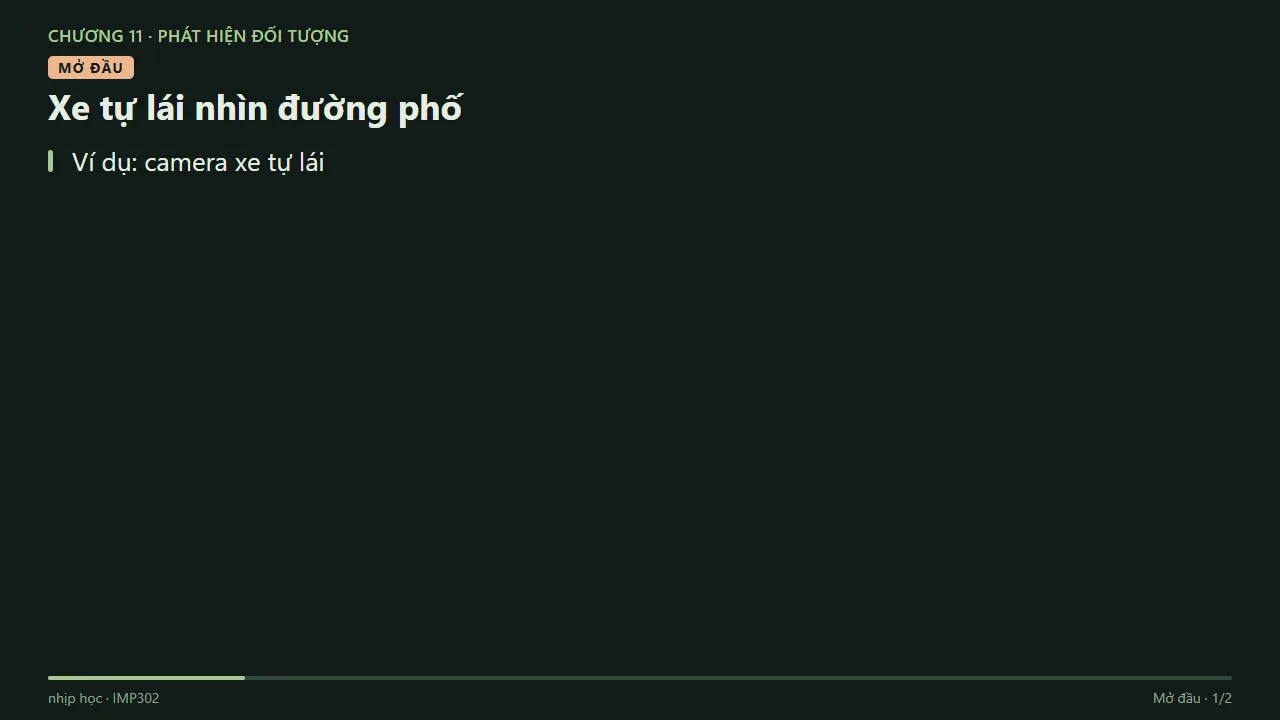 CHƯƠNG 11 · PHÁT HIỆN ĐỐI TƯỢNG
MỞ ĐẦU
Xe tự lái nhìn đường phố
Ví dụ: camera xe tự lái
nhịp học · IMP302
Mở đầu · 1/2